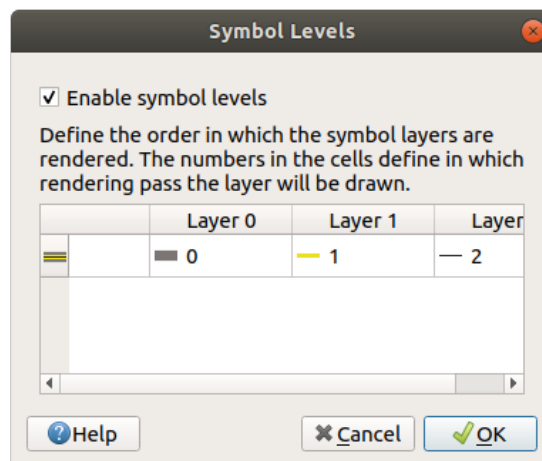 Symbol Levels
Enable symbol levels
Define the order in which the symbol layers are
rendered. The numbers in the cells define in which
rendering pass the layer will be drawn.
Layer 0 Layer 1 Layer
0 1 2
Help Cancel OK